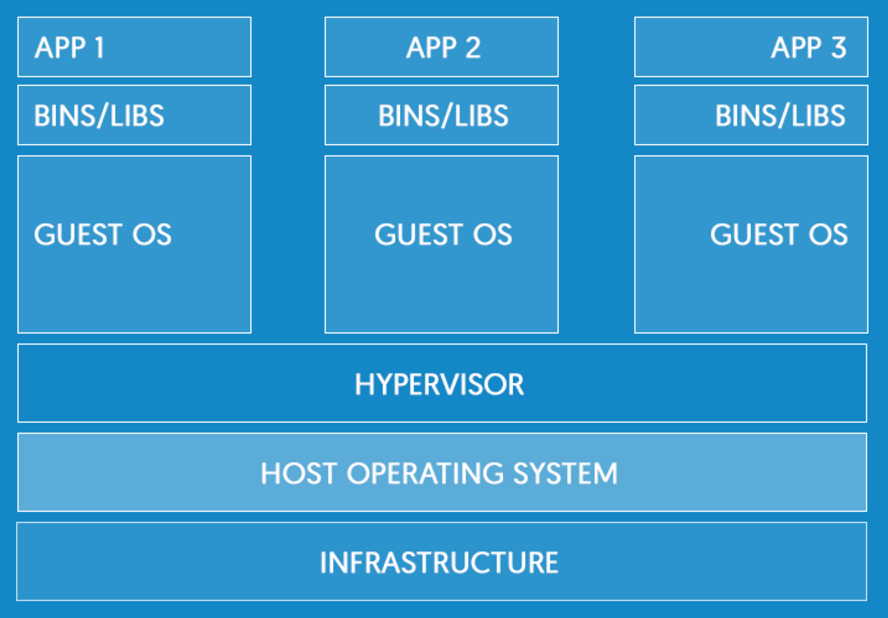 APP 1
APP 2
APP 3
BINS/LIBS
BINS/LIBS
BINS/LIBS
GUEST OS
GUEST OS
GUEST OS
HYPERVISOR
HOST OPERATING SYSTEM
INFRASTRUCTURE